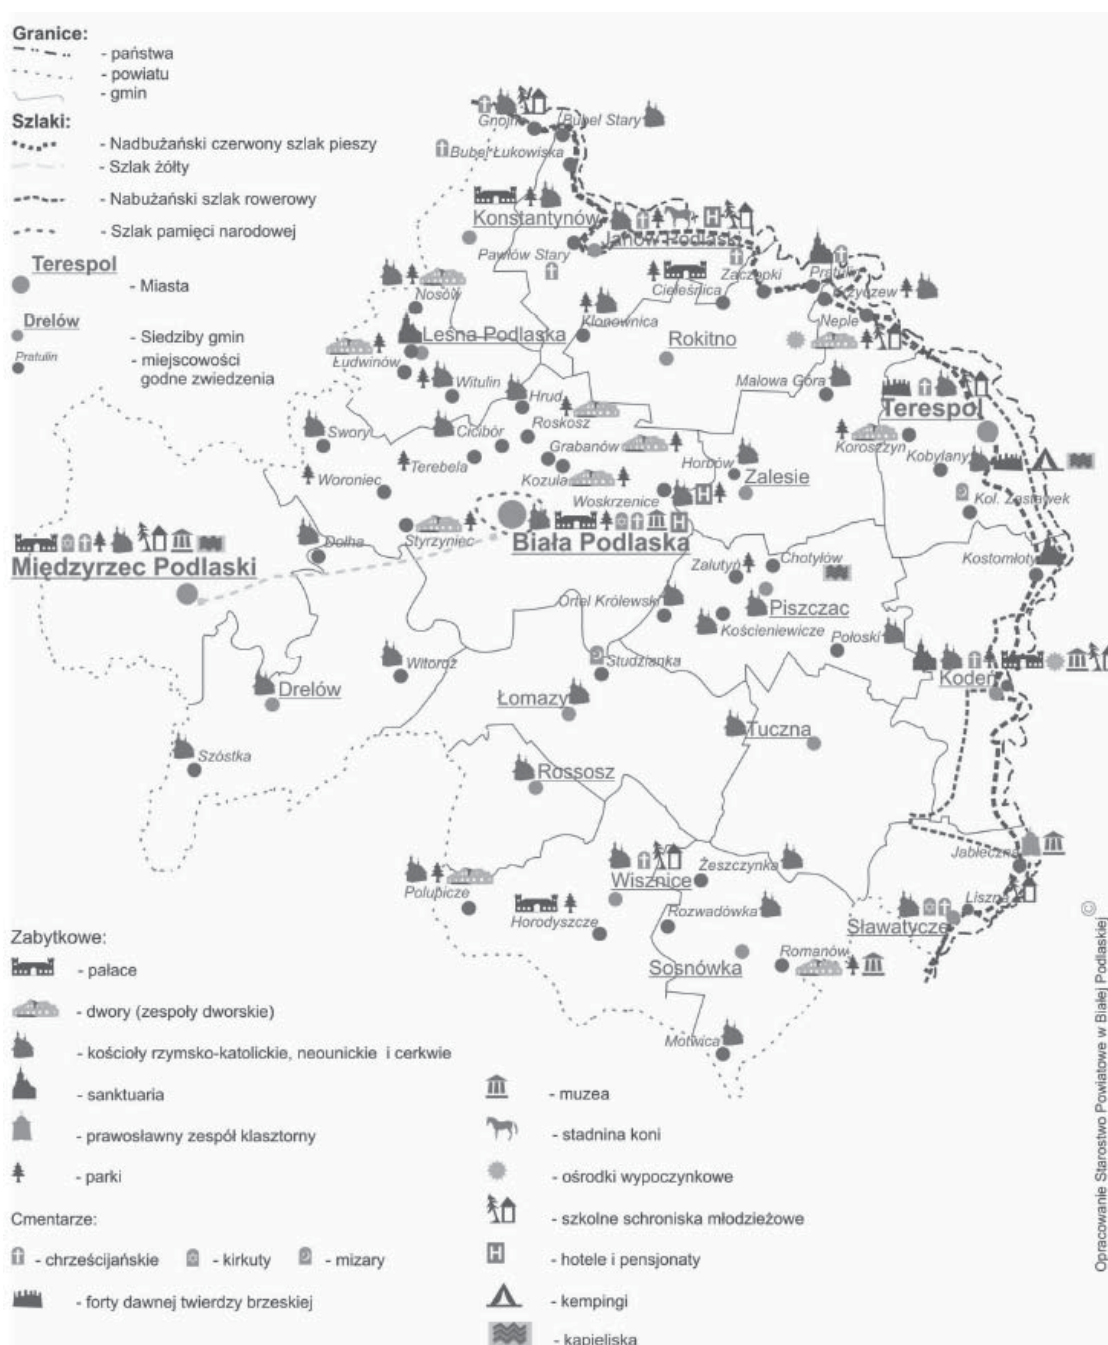 Granice:
- państwa
- powiatu
- gmin
Szlaki:
- Nadbużański czerwony szlak pieszy
- Szlak żółty
- Nabużański szlak rowerowy
- Szlak pamięci narodowej
Terespol
- Miasta
Drelów
- Siedziby gmin
Pratulin
- miejscowości
godne zwiedzenia
Bubel Stary
Bubel Łukowiska
Konstantynów
Janów Podlaski
Pawłów Stary
Zaczopki
Pratulin
Cieleśnica
Krzyczew
Nosów
Klonownica
Neple
Leśna Podlaska
Rokitno
Ludwinów
Witulin
Małowa Góra
Hrud
Terespol
Roskosz
Swory
Cicibór
Grabanów
Koroszzyn
Kobylany
Horbów
Terebela
Zalesie
Woroniec
Kozula
Woskrzenice
Kol. Zastawek
Styrzyniec
Biała Podlaska
Dołha
Międzyrzec Podlaski
Chotyłów
Kostomłoty
Zalutyń
Ortel Królewski
Piszczac
Kościeniewicze
Połoski
Witoroż
Studzianka
Kodeń
Drelów
Łomazy
Tuczna
Szóstka
Rossosz
Jabłeczna
Żeszczynka
Wisznice
Polubicze
Liszna
Horodyszcze
Rozwadówka
Sławatycze
Romanów
Sosnówka
Motwica
Zabytkowe:
- pałace
- dwory (zespoły dworskie)
- kościoły rzymsko-katolickie, neounickie i cerkwie
- sanktuaria
- prawosławny zespół klasztorny
- parki
Cmentarze:
- chrześcijańskie
- kirkuty
- mizary
- forty dawnej twierdzy brzeskiej
- muzea
- stadnina koni
- ośrodki wypoczynkowe
- szkolne schroniska młodzieżowe
H - hotele i pensjonaty
- kempingi
- kąpieliska
Opracowanie Starostwo Powiatowe w Białej Podlaskiej ©